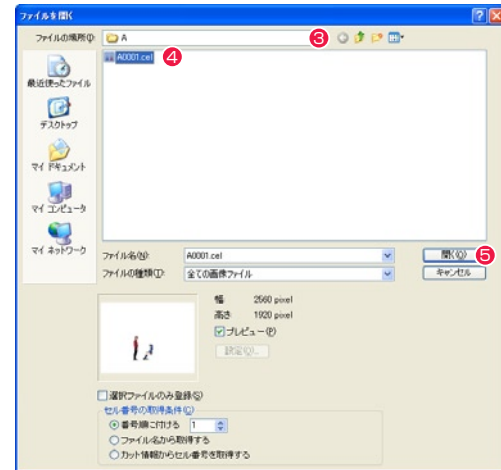 ファイルを開く
ファイルの場所(I): A ③
A0001.cel ④
最近使ったファイル
デスクトップ
マイ ドキュメント
マイ コンピュータ
マイ ネットワーク
ファイル名(N): A0001.cel 開く(O) ⑤
ファイルの種類(T): 全ての画像ファイル キャンセル
幅 2560 pixel
高さ 1920 pixel
プレビュー(P)
設定(O)...
選択ファイルのみ登録(S)
セル番号の取得条件(C)
番号順に付ける 1
ファイル名から取得する
カット情報からセル番号を取得する